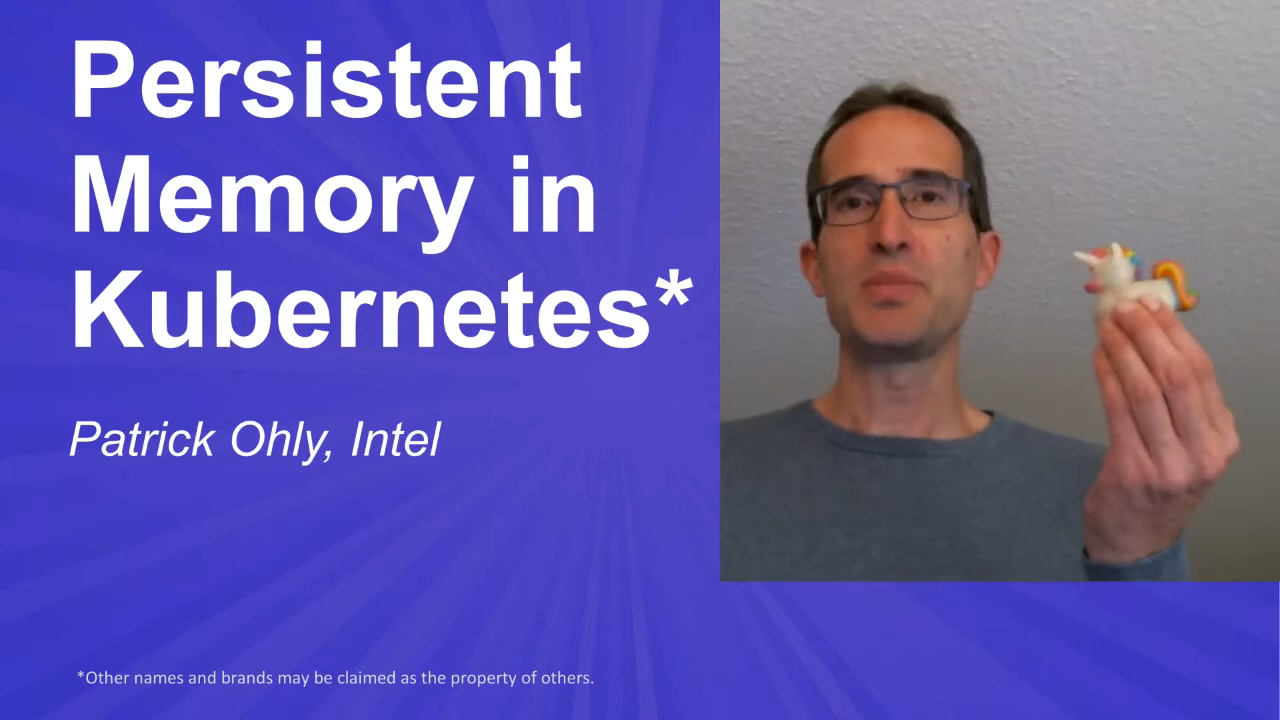 Persistent
Memory in
Kubernetes*
Patrick Ohly, Intel
*Other names and brands may be claimed as the property of others.